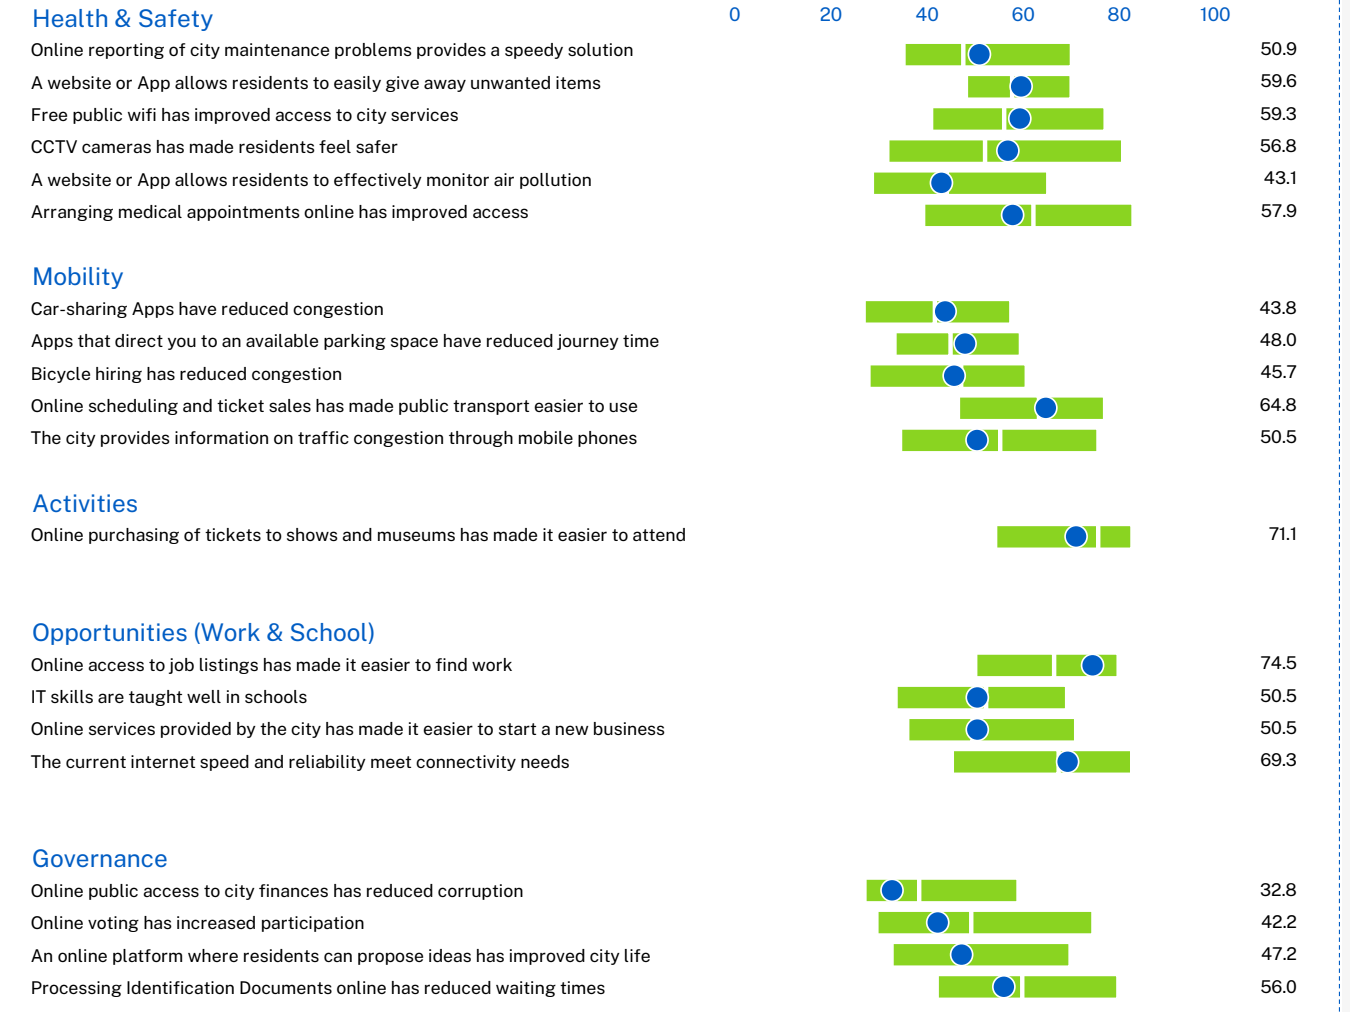 Health & Safety 0 20 40 60 80 100
Online reporting of city maintenance problems provides a speedy solution 50.9
A website or App allows residents to easily give away unwanted items 59.6
Free public wifi has improved access to city services 59.3
CCTV cameras has made residents feel safer 56.8
A website or App allows residents to effectively monitor air pollution 43.1
Arranging medical appointments online has improved access 57.9
Mobility
Car-sharing Apps have reduced congestion 43.8
Apps that direct you to an available parking space have reduced journey time 48.0
Bicycle hiring has reduced congestion 45.7
Online scheduling and ticket sales has made public transport easier to use 64.8
The city provides information on traffic congestion through mobile phones 50.5
Activities
Online purchasing of tickets to shows and museums has made it easier to attend 71.1
Opportunities (Work & School)
Online access to job listings has made it easier to find work 74.5
IT skills are taught well in schools 50.5
Online services provided by the city has made it easier to start a new business 50.5
The current internet speed and reliability meet connectivity needs 69.3
Governance
Online public access to city finances has reduced corruption 32.8
Online voting has increased participation 42.2
An online platform where residents can propose ideas has improved city life 47.2
Processing Identification Documents online has reduced waiting times 56.0